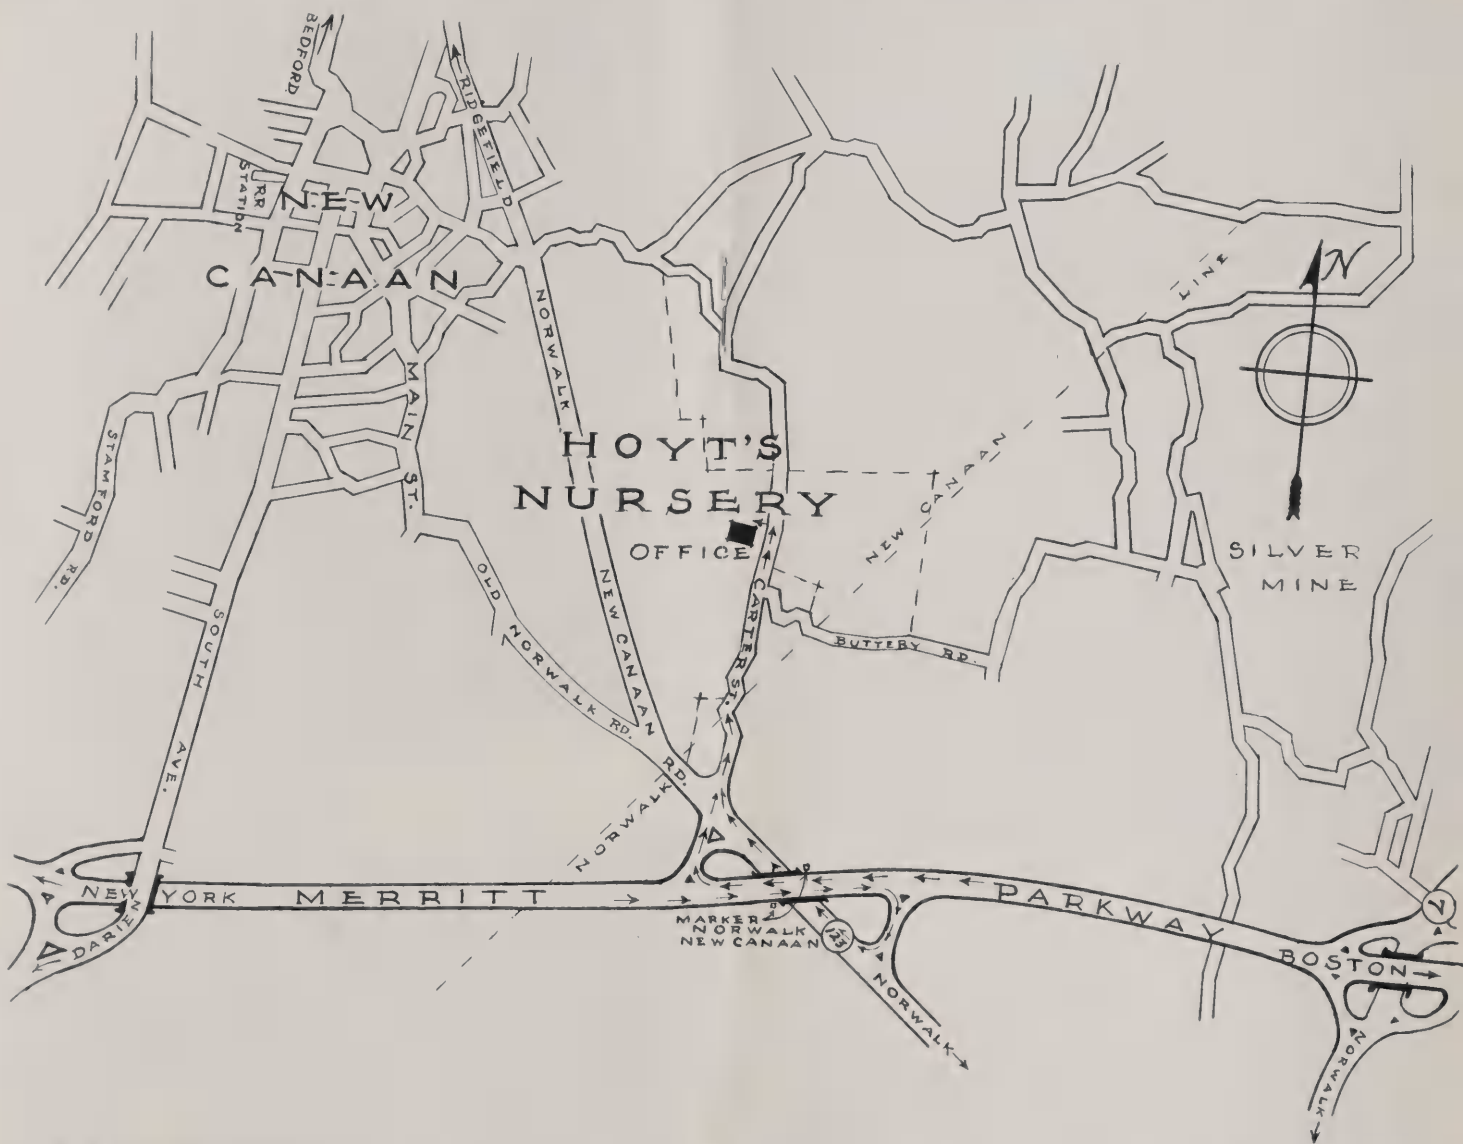 BEDFORD
RIDGEFIELD
RR
STATION
NEW
CANAAN
N
LINE
NORWALK
MAIN ST.
STAMFORD RD.
HOYT'S
NURSERY
OFFICE
NEW CANAAN
SILVER
MINE
OLD NORWALK RD.
NEW CANAAN RD.
CARTER ST.
BUTTEBY RD.
SOUTH AVE.
NORWALK
NEW YORK
MERRITT PARKWAY
DARIEN
MARKER
NORWALK
NEW CANAAN
123
NORWALK
7
BOSTON
NORWALK